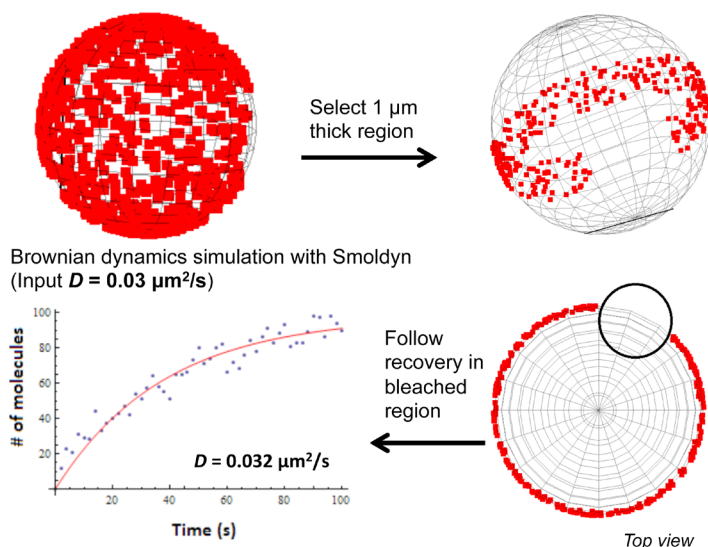 Select 1 µm
thick region
Brownian dynamics simulation with Smoldyn
(Input D = 0.03 µm²/s)
# of molecules
100
80
60
40
20
D = 0.032 µm²/s
20
40
60
80
100
Time (s)
Follow
recovery in
bleached
region
Top view